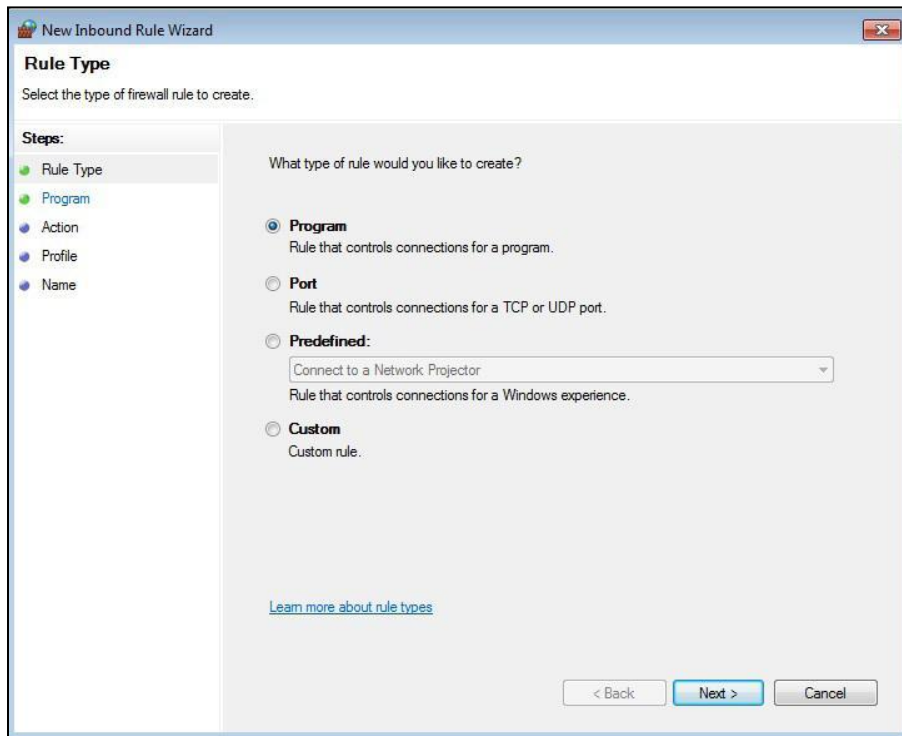 New Inbound Rule Wizard
Rule Type
Select the type of firewall rule to create.
Steps:
Rule Type
Program
Action
Profile
Name
What type of rule would you like to create?
Program
Rule that controls connections for a program.
Port
Rule that controls connections for a TCP or UDP port.
Predefined:
Connect to a Network Projector
Rule that controls connections for a Windows experience.
Custom
Custom rule.
Learn more about rule types
< Back
Next >
Cancel